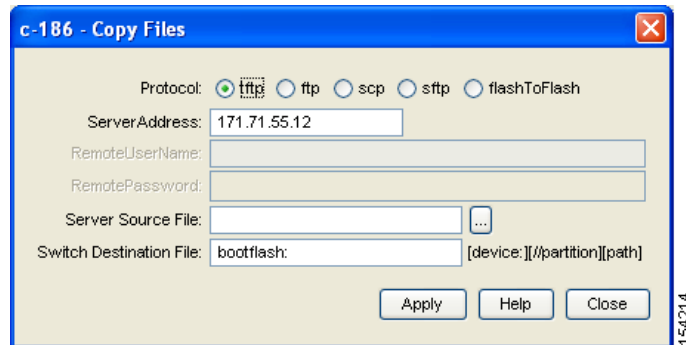 c-186 - Copy Files
Protocol: tftp ftp scp sftp flashToFlash
ServerAddress: 171.71.55.12
RemoteUserName:
RemotePassword:
Server Source File: ...
Switch Destination File: bootflash: [device:][//partition][path]
Apply Help Close
154214